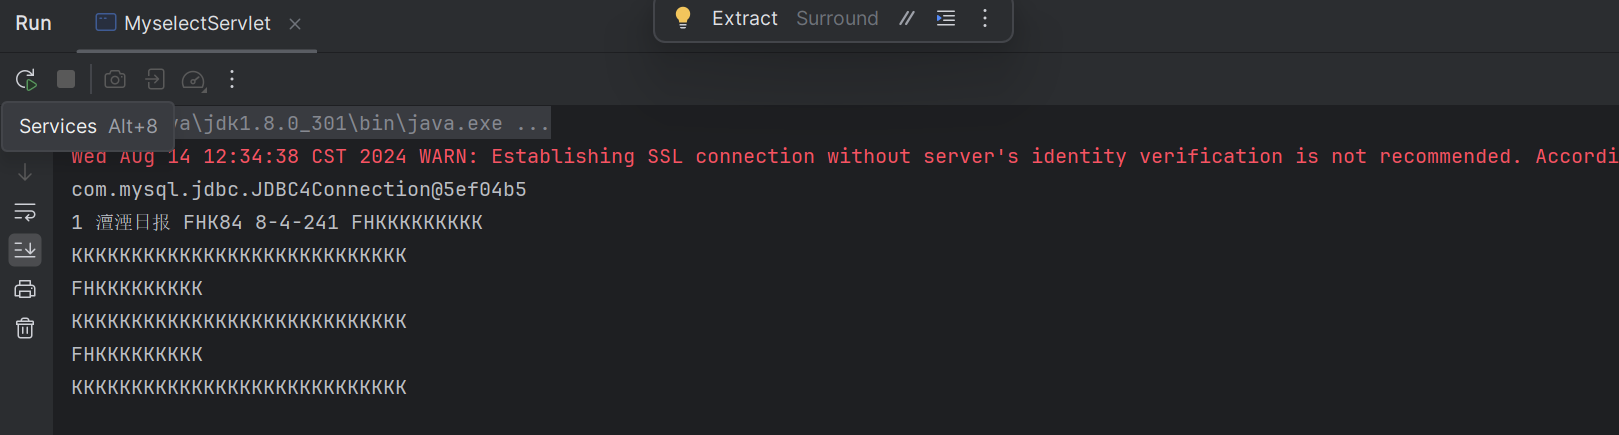 Run MyselectServlet
Extract Surround
Services Alt+8
va\jdk1.8.0_301\bin\java.exe ...
Wed Aug 14 12:34:38 CST 2024 WARN: Establishing SSL connection without server's identity verification is not recommended. Accordi
com.mysql.jdbc.JDBC4Connection@5ef04b5
1 澶湮日报 FHK84 8-4-241 FHKKKKKKKKK
KKKKKKKKKKKKKKKKKKKKKKKKKKKK
FHKKKKKKKKK
KKKKKKKKKKKKKKKKKKKKKKKKKKKK
FHKKKKKKKKK
KKKKKKKKKKKKKKKKKKKKKKKKKKKK